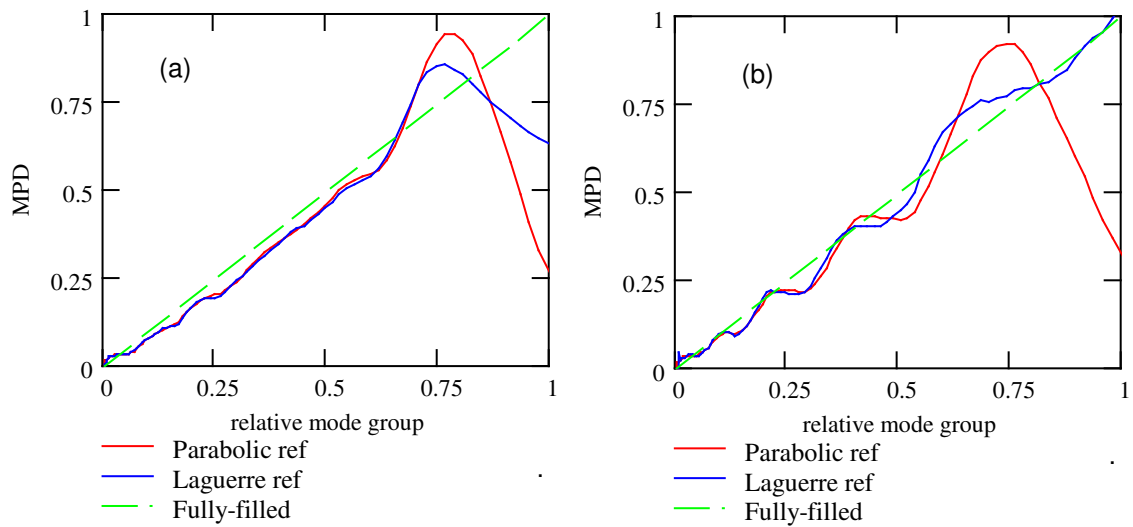 (a)
MPD
1
0.75
0.5
0.25
0
0
0.25
0.5
0.75
1
relative mode group
Parabolic ref
Laguerre ref
Fully-filled
.
(b)
MPD
1
0.75
0.5
0.25
0
0
0.25
0.5
0.75
1
relative mode group
Parabolic ref
Laguerre ref
Fully-filled
.